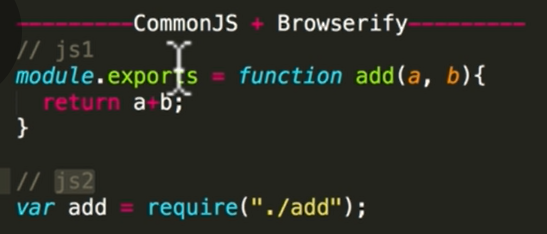 ----------CommonJS + Browserify----------
// js1
module.exports = function add(a, b){
  return a+b;
}
// js2
var add = require("./add");